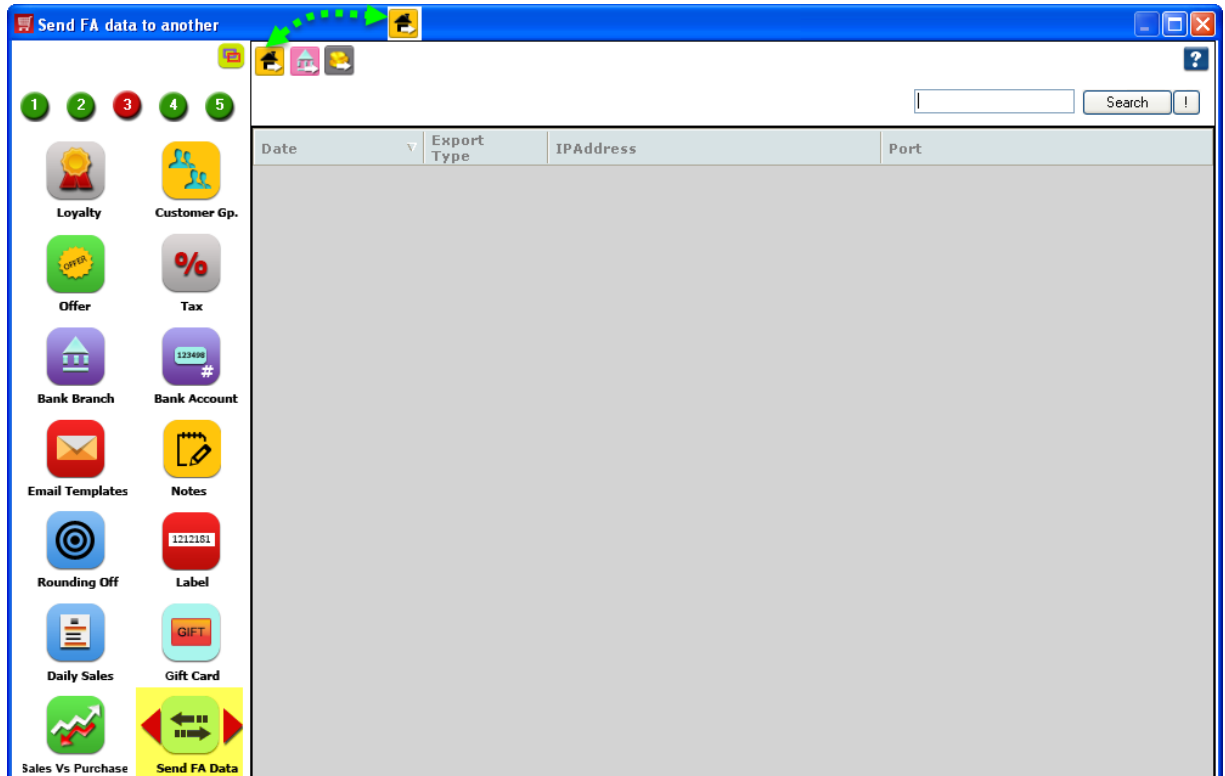 Send FA data to another
?
1 2 3 4 5
Search !
Date Export Type IPAddress Port
Loyalty Customer Gp.
OFFER %
Offer Tax
123498 #
Bank Branch Bank Account
Email Templates Notes
1212181
Rounding Off Label
GIFT
Daily Sales Gift Card
Sales Vs Purchase Send FA Data